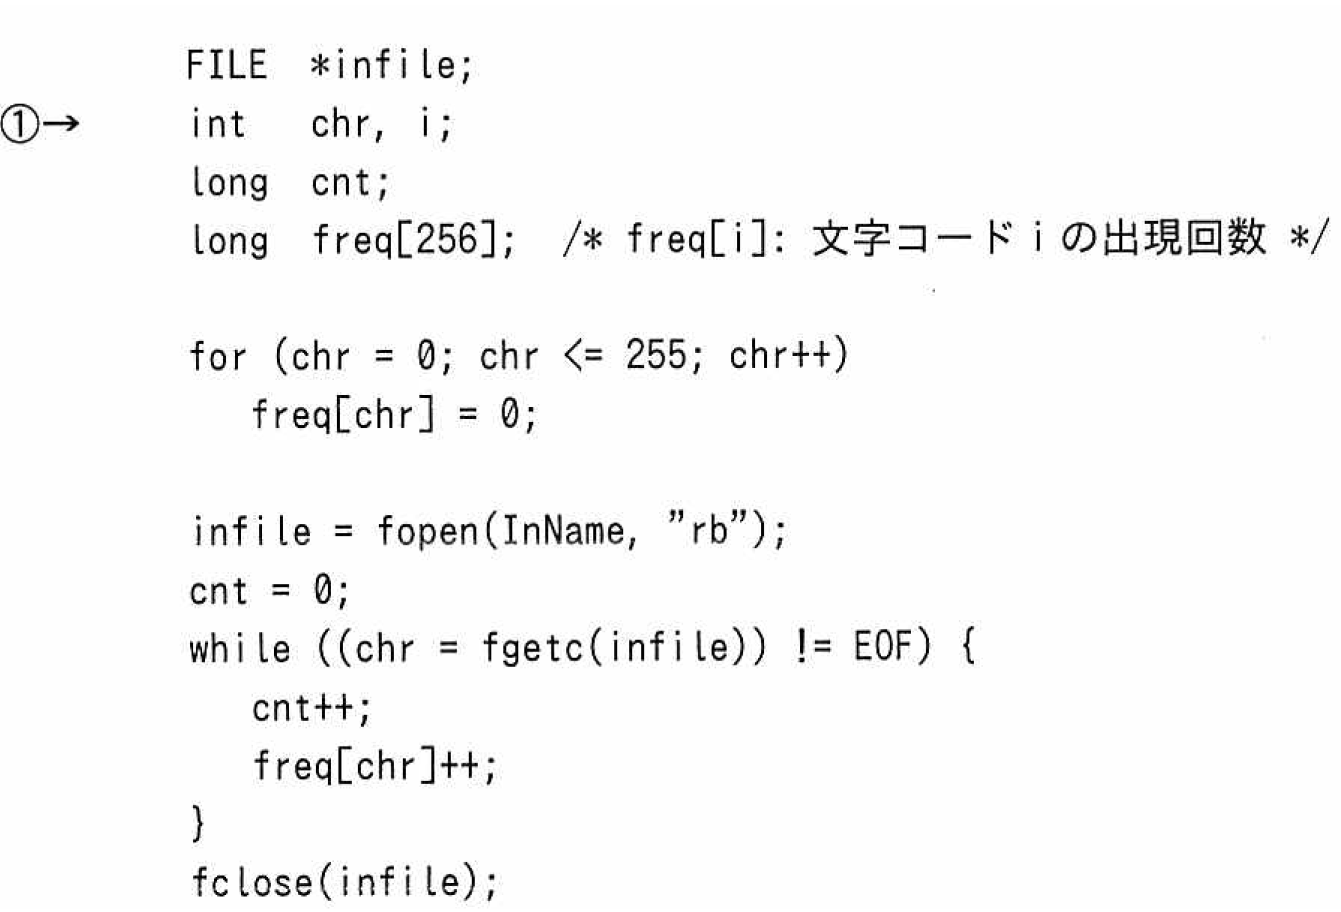 FILE *infile;
①→ int chr, i;
long cnt;
long freq[256]; /* freq[i]: 文字コード i の出現回数 */
for (chr = 0; chr <= 255; chr++)
freq[chr] = 0;
infile = fopen(InName, ”rb”);
cnt = 0;
while ((chr = fgetc(infile)) != EOF) {
cnt++;
freq[chr]++;
}
fclose(infile);